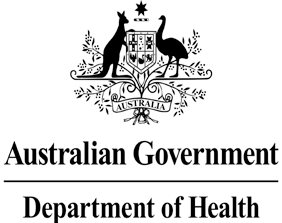 AUSTRALIA
Australian Government
Department of Health